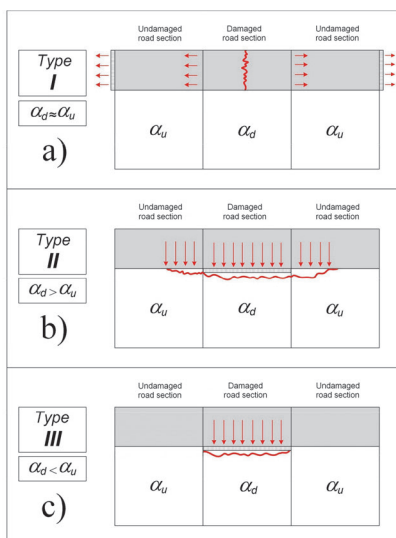 Undamaged
road section
Damaged
road section
Undamaged
road section
Type
I
α_d≈α_u
a)
α_u
α_d
α_u
Undamaged
road section
Damaged
road section
Undamaged
road section
Type
II
α_d>α_u
b)
α_u
α_d
α_u
Undamaged
road section
Damaged
road section
Undamaged
road section
Type
III
α_d<α_u
c)
α_u
α_d
α_u